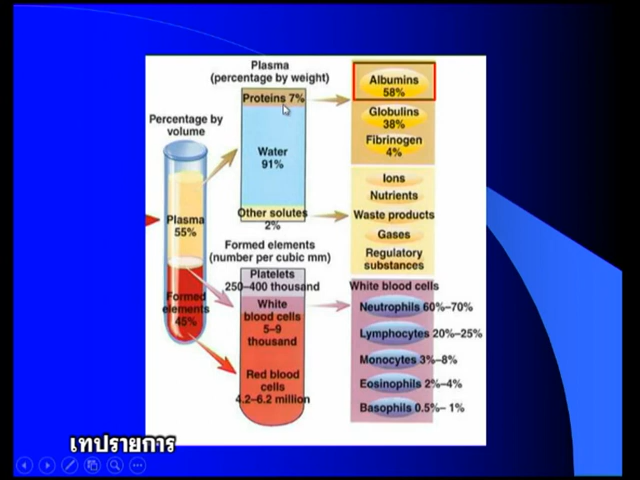 Plasma
(percentage by weight)
Percentage by
volume
Plasma
55%
Formed
elements
45%
Proteins 7%
Water
91%
Other solutes
2%
Albumins
58%
Globulins
38%
Fibrinogen
4%
Ions
Nutrients
Waste products
Gases
Regulatory
substances
Formed elements
(number per cubic mm)
Platelets
250–400 thousand
White
blood cells
5–9
thousand
Red blood
cells
4.2–6.2 million
White blood cells
Neutrophils 60%–70%
Lymphocytes 20%–25%
Monocytes 3%–8%
Eosinophils 2%–4%
Basophils 0.5%– 1%
เทปรายการ